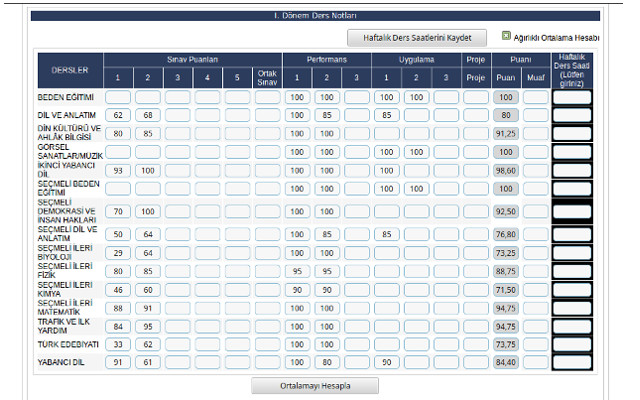 I. Dönem Ders Notları
Haftalık Ders Saatlerini Kaydet Ağırlıklı Ortalama Hesabı
DERSLER Sınav Puanları Performans Uygulama Proje Puanı Haftalık Ders Saati (Lütfen giriniz)
1 2 3 4 5 Ortak Sınav 1 2 3 1 2 3 Proje Puan Muaf
BEDEN EĞİTİMİ 100 100 100 100 100
DİL VE ANLATIM 62 68 100 85 85 80
DİN KÜLTÜRÜ VE
AHLÂK BİLGİSİ 80 85 100 100 91,25
GÖRSEL
SANATLAR/MÜZİK 100 100 100 100 100
İKİNCİ YABANCI
DİL 93 100 100 100 100 98,60
SEÇMELİ BEDEN
EĞİTİMİ 100 100 100 100 100
SEÇMELİ
DEMOKRASİ VE
İNSAN HAKLARI 70 100 100 100 92,50
SEÇMELİ DİL VE
ANLATIM 50 64 100 85 85 76,80
SEÇMELİ İLERİ
BİYOLOJİ 29 64 100 100 73,25
SEÇMELİ İLERİ
FİZİK 80 85 95 95 88,75
SEÇMELİ İLERİ
KİMYA 46 60 90 90 71,50
SEÇMELİ İLERİ
MATEMATİK 88 91 100 100 94,75
TRAFİK VE İLK
YARDIM 84 95 100 100 94,75
TÜRK EDEBİYATI 33 62 100 100 73,75
YABANCI DİL 91 61 100 80 90 84,40
Ortalamayı Hesapla